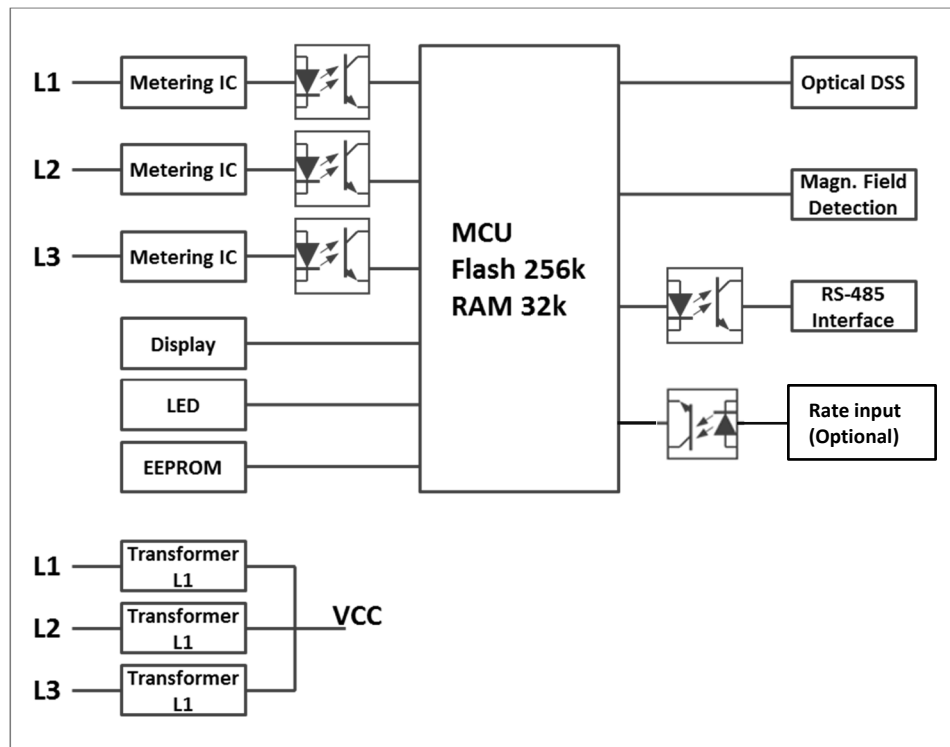 L1
Metering IC
L2
Metering IC
L3
Metering IC
Display
LED
EEPROM
MCU
Flash 256k
RAM 32k
Optical DSS
Magn. Field
Detection
RS-485
Interface
Rate input
(Optional)
L1
Transformer
L1
L2
Transformer
L1
L3
Transformer
L1
VCC